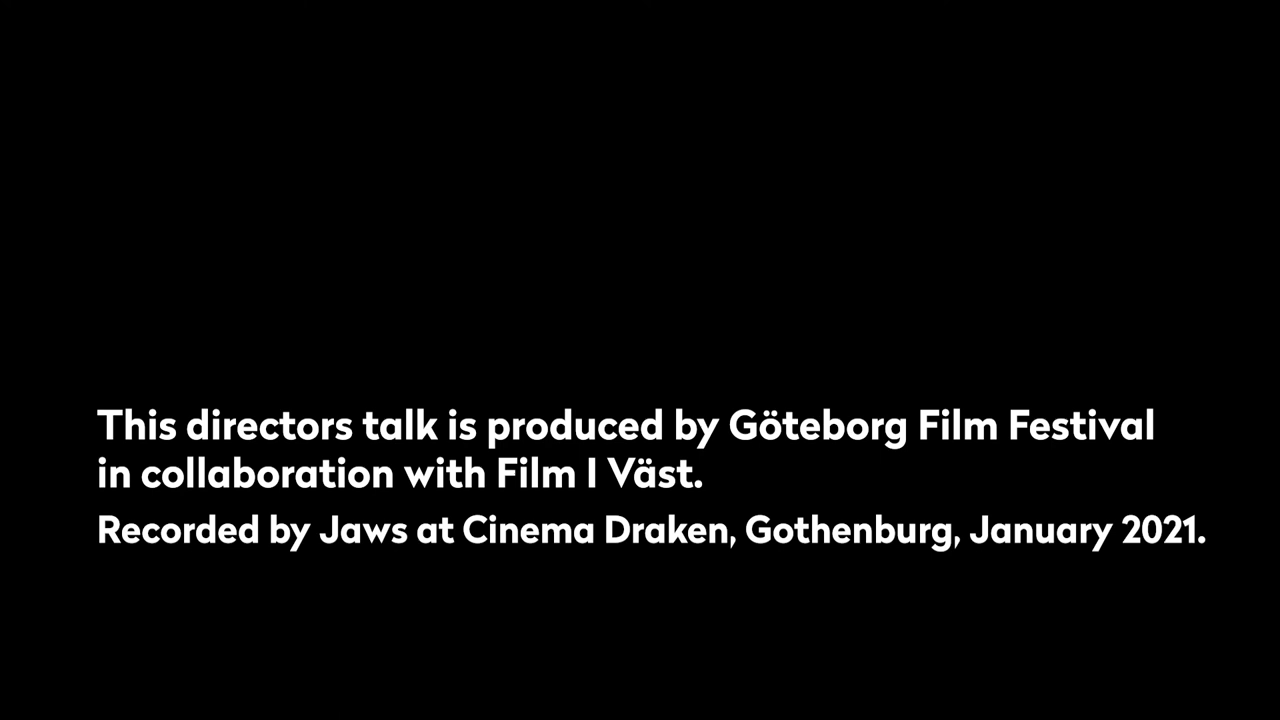 This directors talk is produced by Göteborg Film Festival
in collaboration with Film I Väst.
Recorded by Jaws at Cinema Draken, Gothenburg, January 2021.